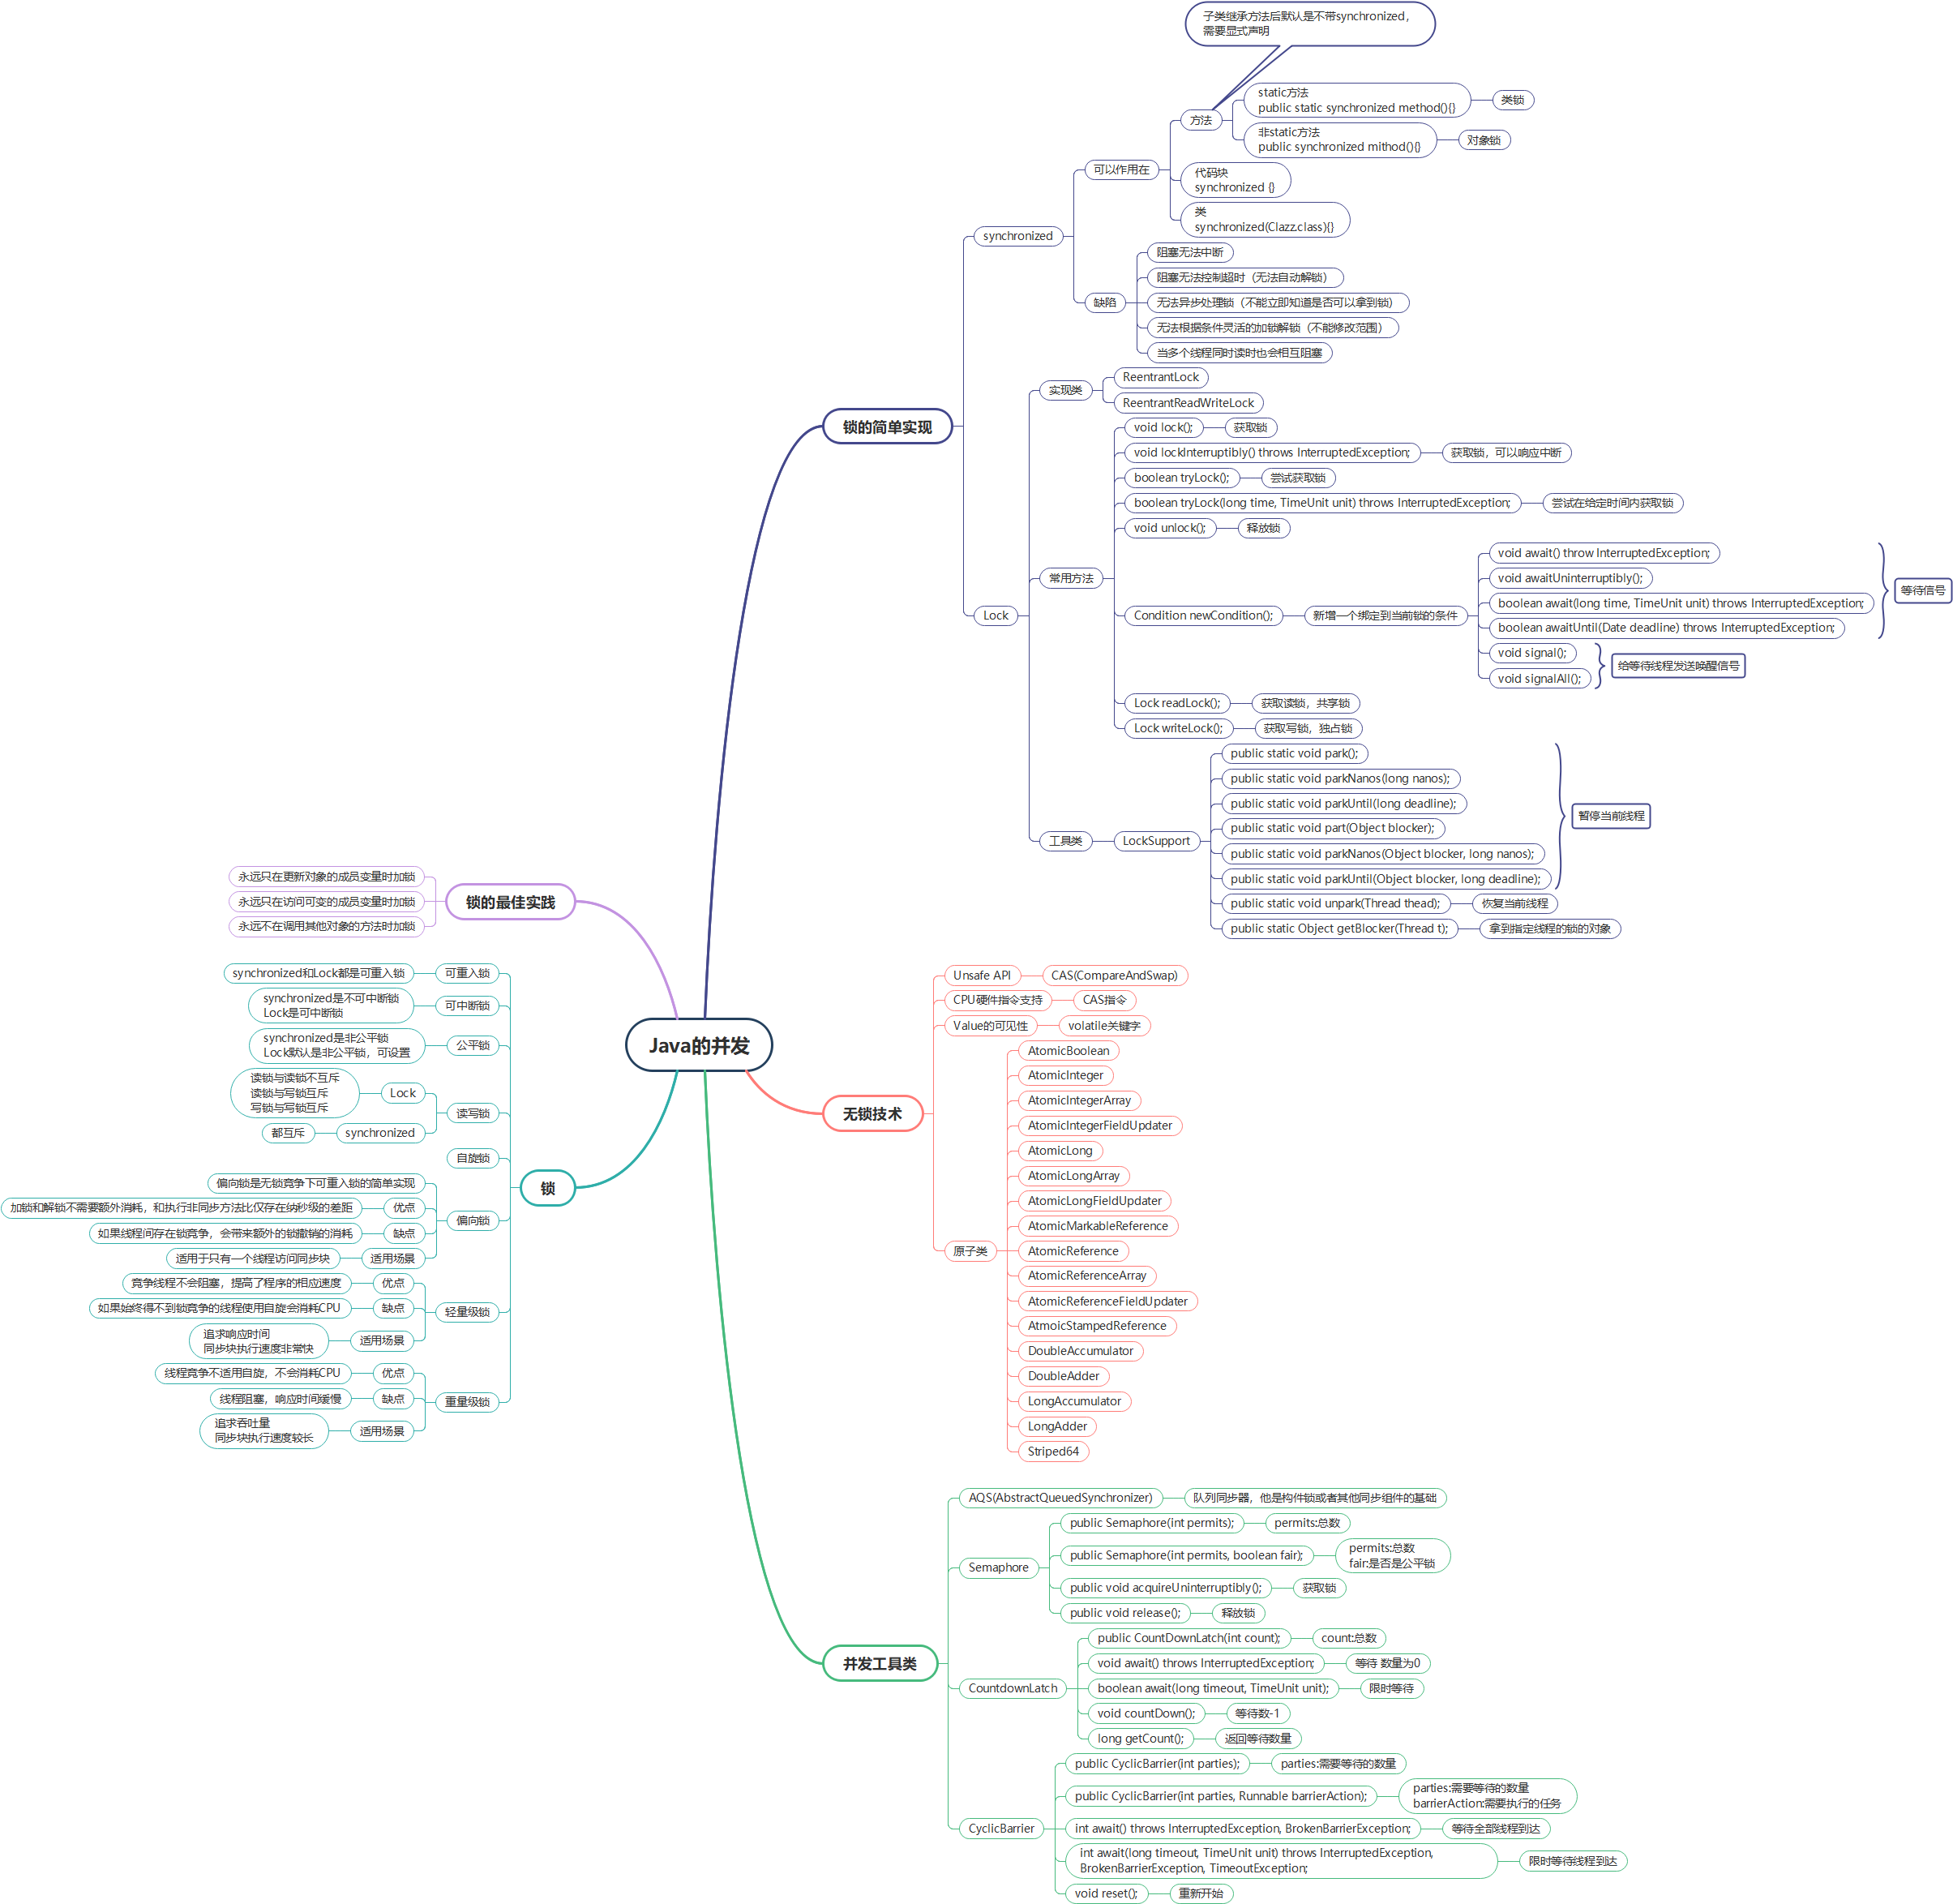 子类继承方法后默认是不带synchronized，
需要显式声明
static方法
public static synchronized method(){}
类锁
方法
非static方法
public synchronized mithod(){}
对象锁
可以作用在
代码块
synchronized {}
类
synchronized(Clazz.class){}
synchronized
阻塞无法中断
阻塞无法控制超时（无法自动解锁）
缺陷
无法异步处理锁（不能立即知道是否可以拿到锁）
无法根据条件灵活的加锁解锁（不能修改范围）
当多个线程同时读时也会相互阻塞
实现类
ReentrantLock
ReentrantReadWriteLock
锁的简单实现
void lock();
获取锁
void lockInterruptibly() throws InterruptedException;
获取锁，可以响应中断
boolean tryLock();
尝试获取锁
boolean tryLock(long time, TimeUnit unit) throws InterruptedException;
尝试在给定时间内获取锁
void unlock();
释放锁
常用方法
Lock
Condition newCondition();
新增一个绑定到当前锁的条件
void await() throw InterruptedException;
void awaitUninterruptibly();
boolean await(long time, TimeUnit unit) throws InterruptedException;
boolean awaitUntil(Date deadline) throws InterruptedException;
等待信号
void signal();
void signalAll();
给等待线程发送唤醒信号
Lock readLock();
获取读锁，共享锁
Lock writeLock();
获取写锁，独占锁
工具类
LockSupport
public static void park();
public static void parkNanos(long nanos);
public static void parkUntil(long deadline);
public static void part(Object blocker);
public static void parkNanos(Object blocker, long nanos);
public static void parkUntil(Object blocker, long deadline);
暂停当前线程
public static void unpark(Thread thead);
恢复当前线程
public static Object getBlocker(Thread t);
拿到指定线程的锁的对象
永远只在更新对象的成员变量时加锁
永远只在访问可变的成员变量时加锁
永远不在调用其他对象的方法时加锁
锁的最佳实践
Java的并发
synchronized和Lock都是可重入锁
可重入锁
synchronized是不可中断锁
Lock是可中断锁
可中断锁
synchronized是非公平锁
Lock默认是非公平锁，可设置
公平锁
读锁与读锁不互斥
读锁与写锁互斥
写锁与写锁互斥
Lock
读写锁
都互斥
synchronized
自旋锁
锁
偏向锁是无锁竞争下可重入锁的简单实现
加锁和解锁不需要额外消耗，和执行非同步方法比仅存在纳秒级的差距
优点
偏向锁
如果线程间存在锁竞争，会带来额外的锁撤销的消耗
缺点
适用于只有一个线程访问同步块
适用场景
竟争线程不会阻塞，提高了程序的相应速度
优点
如果始终得不到锁竞争的线程使用自旋会消耗CPU
缺点
轻量级锁
追求响应时间
同步块执行速度非常快
适用场景
线程竟争不适用自旋，不会消耗CPU
优点
线程阻塞，响应时间缓慢
缺点
重量级锁
追求吞吐量
同步块执行速度较长
适用场景
无锁技术
Unsafe API
CAS(CompareAndSwap)
CPU硬件指令支持
CAS指令
Value的可见性
volatile关键字
原子类
AtomicBoolean
AtomicInteger
AtomicIntegerArray
AtomicIntegerFieldUpdater
AtomicLong
AtomicLongArray
AtomicLongFieldUpdater
AtomicMarkableReference
AtomicReference
AtomicReferenceArray
AtomicReferenceFieldUpdater
AtmoicStampedReference
DoubleAccumulator
DoubleAdder
LongAccumulator
LongAdder
Striped64
并发工具类
AQS(AbstractQueuedSynchronizer)
队列同步器，他是构件锁或者其他同步组件的基础
Semaphore
public Semaphore(int permits);
permits:总数
public Semaphore(int permits, boolean fair);
permits:总数
fair:是否是公平锁
public void acquireUninterruptibly();
获取锁
public void release();
释放锁
CountdownLatch
public CountDownLatch(int count);
count:总数
void await() throws InterruptedException;
等待 数量为0
boolean await(long timeout, TimeUnit unit);
限时等待
void countDown();
等待数-1
long getCount();
返回等待数量
CyclicBarrier
public CyclicBarrier(int parties);
parties:需要等待的数量
public CyclicBarrier(int parties, Runnable barrierAction);
parties:需要等待的数量
barrierAction:需要执行的任务
int await() throws InterruptedException, BrokenBarrierException;
等待全部线程到达
int await(long timeout, TimeUnit unit) throws InterruptedException,
BrokenBarrierException, TimeoutException;
限时等待线程到达
void reset();
重新开始